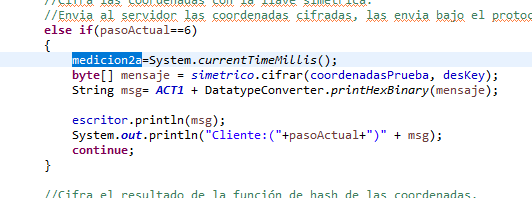 //Cifra las coordenadas con la llave simetrica.
//Envia al servidor las coordenadas cifradas, las envia bajo el protoc
else if(pasoActual==6)
{
medicion2a=System.currentTimeMillis();
byte[] mensaje = simetrico.cifrar(coordenadasPrueba, desKey);
String msg= ACT1 + DatatypeConverter.printHexBinary(mensaje);
escritor.println(msg);
System.out.println("Cliente:("+pasoActual+")" + msg);
continue;
}
//Cifra el resultado de la función de hash de las coordenadas.